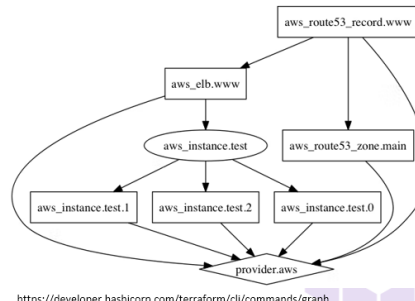 aws_route53_record.www
aws_elb.www
aws_instance.test
aws_route53_zone.main
aws_instance.test.1
aws_instance.test.2
aws_instance.test.0
provider.aws
https://developer.hashicorp.com/terraform/cli/commands/graph